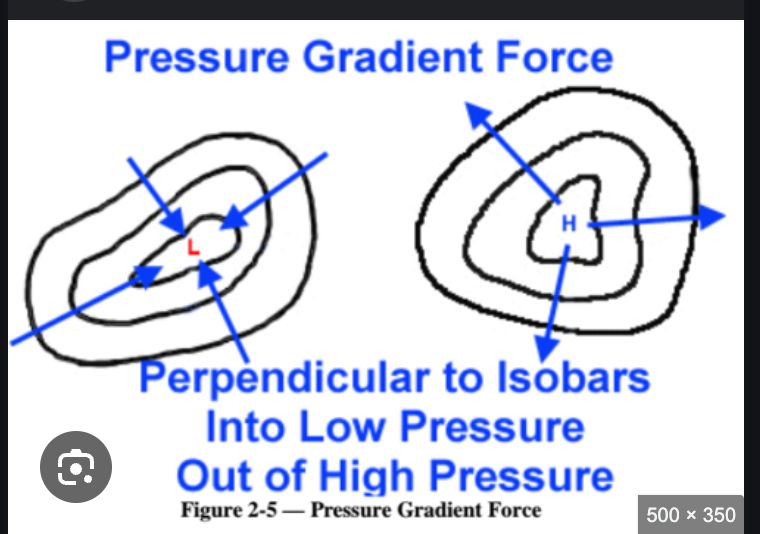 Pressure Gradient Force
L
H
Perpendicular to Isobars
Into Low Pressure
Out of High Pressure
Figure 2-5 — Pressure Gradient Force
500 × 350